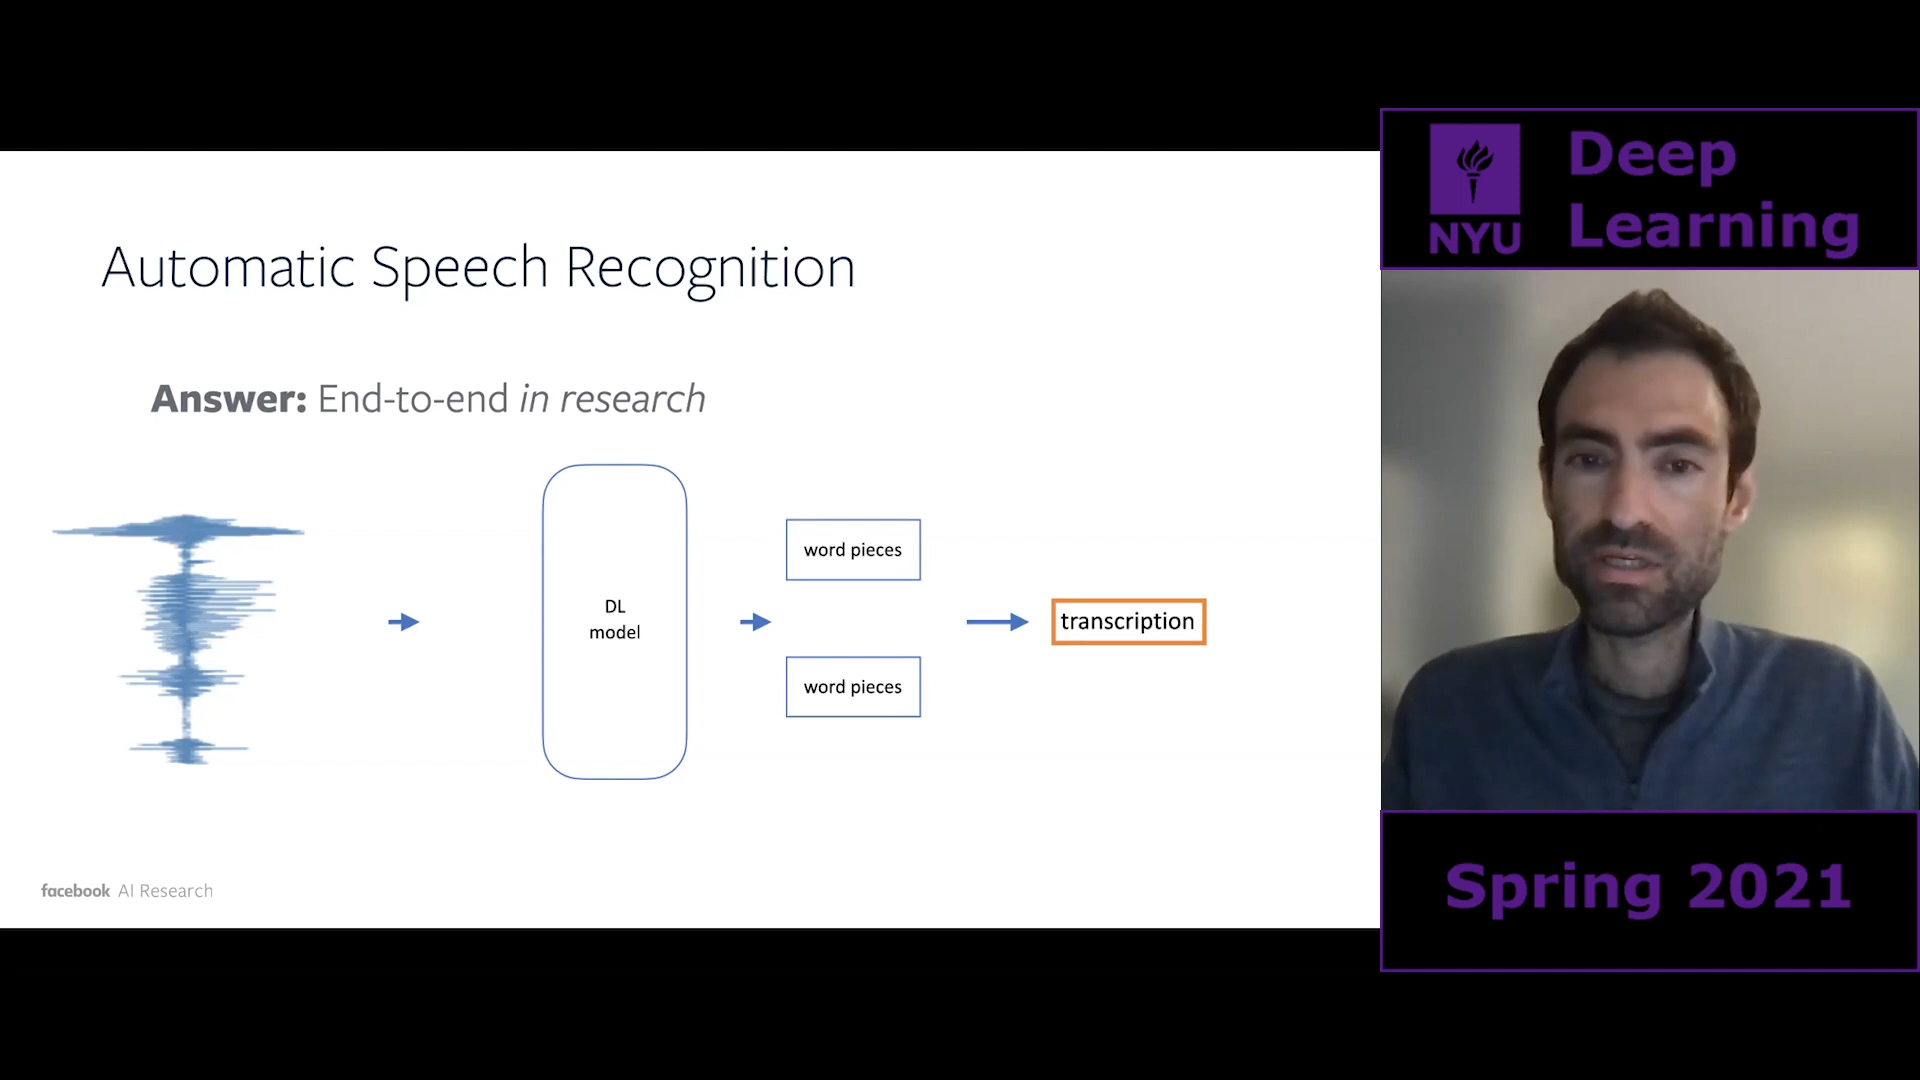 Automatic Speech Recognition
Answer: End-to-end in research
DL
model
word pieces
word pieces
transcription
facebook AI Research
NYU
Deep
Learning
Spring 2021